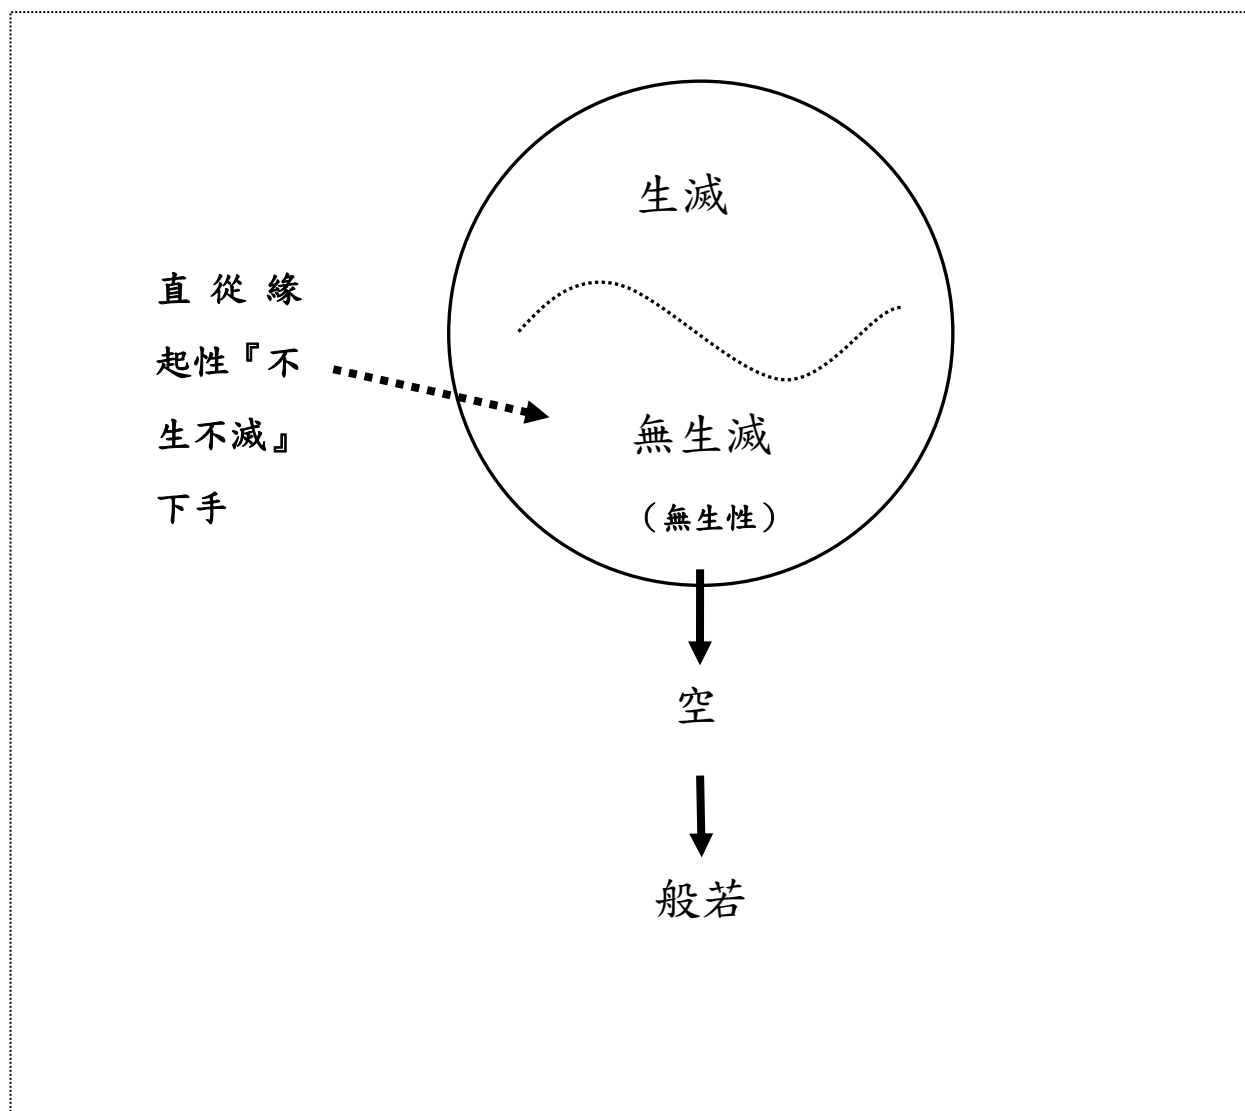 生滅
直從緣
起性『不
生不滅』
下手
無生滅
（無生性）
空
般若